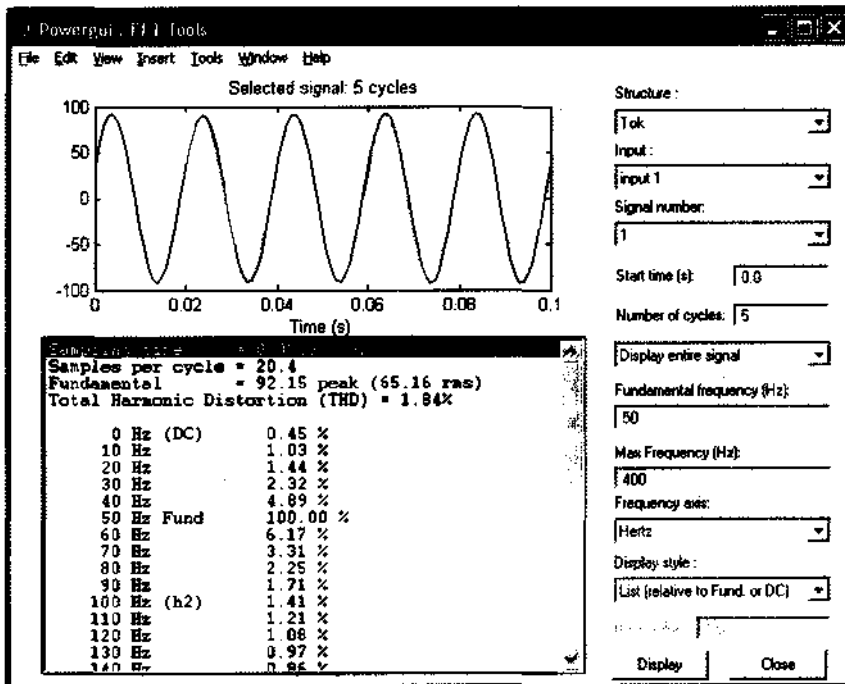 Powergui : FFT Tools
File Edit View Insert Tools Window Help
Selected signal: 5 cycles
100
50
0
-50
-100
0 0.02 0.04 0.06 0.08 0.1
Time (s)
Samples per cycle = 20.4
Fundamental = 92.15 peak (65.16 rms)
Total Harmonic Distortion (THD) = 1.84%
0 Hz (DC) 0.45 %
10 Hz 1.03 %
20 Hz 1.44 %
30 Hz 2.32 %
40 Hz 4.89 %
50 Hz Fund 100.00 %
60 Hz 6.17 %
70 Hz 3.31 %
80 Hz 2.25 %
90 Hz 1.71 %
100 Hz (h2) 1.41 %
110 Hz 1.21 %
120 Hz 1.08 %
130 Hz 0.97 %
140 Hz 0.86 %
Structure :
Tok
Input :
input 1
Signal number:
1
Start time (s): 0.0
Number of cycles: 5
Display entire signal
Fundamental frequency (Hz):
50
Max Frequency (Hz):
400
Frequency axis:
Hertz
Display style :
List (relative to Fund. or DC)
Display Close